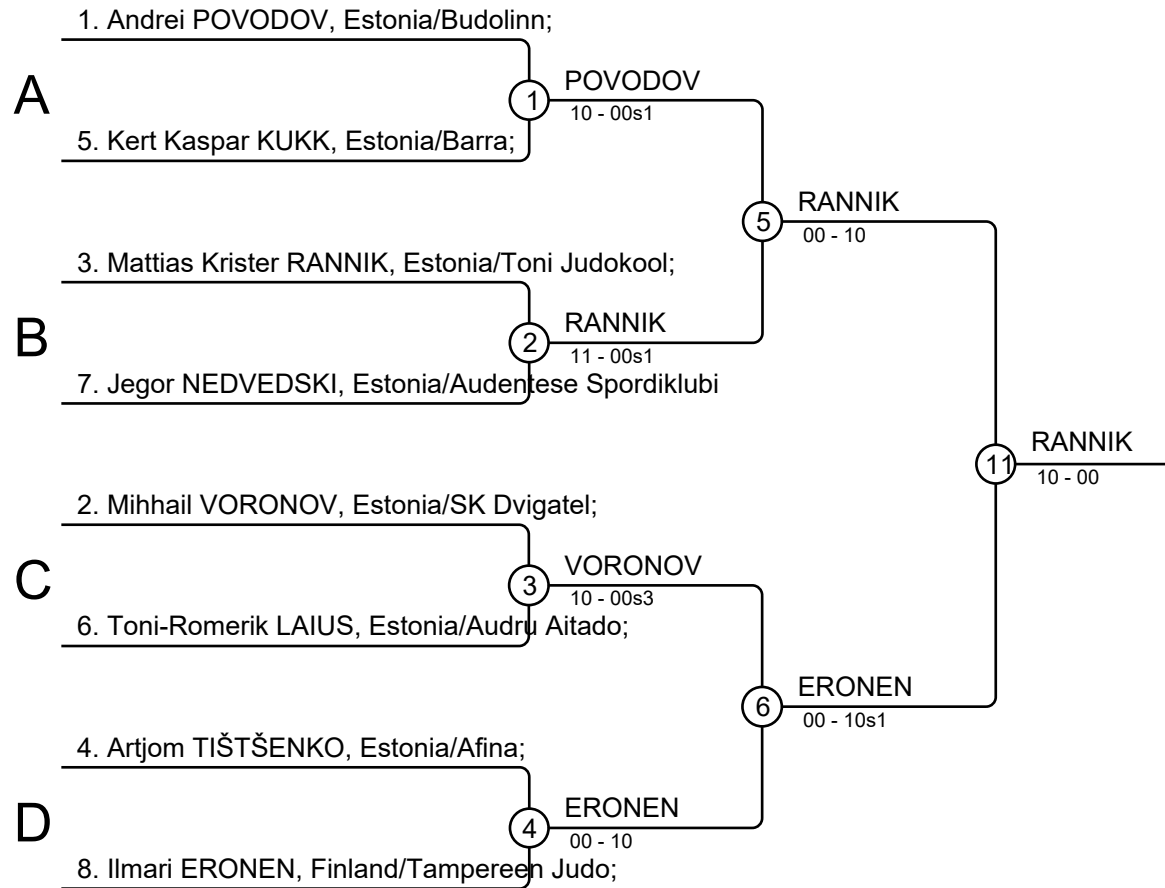 1. Andrei POVODOV, Estonia/Budolinn;
A
1
POVODOV
10 - 00s1
5. Kert Kaspar KUKK, Estonia/Barra;
5
RANNIK
00 - 10
3. Mattias Krister RANNIK, Estonia/Toni Judokool;
B
2
RANNIK
11 - 00s1
7. Jegor NEDVEDSKI, Estonia/Audentese Spordiklubi
11
RANNIK
10 - 00
2. Mihhail VORONOV, Estonia/SK Dvigatel;
C
3
VORONOV
10 - 00s3
6. Toni-Romerik LAIUS, Estonia/Audru Aitado;
6
ERONEN
00 - 10s1
4. Artjom TIŠTŠENKO, Estonia/Afina;
D
4
ERONEN
00 - 10
8. Ilmari ERONEN, Finland/Tampereen Judo;